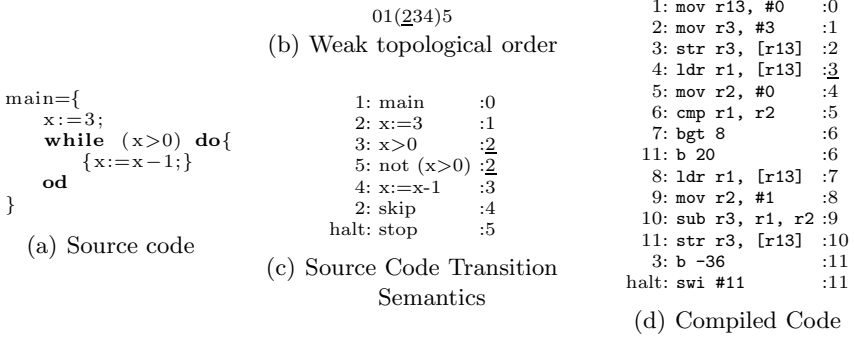 main={
x:=3;
while (x>0) do{
{x:=x−1;}
od
}
(a) Source code
01(234)5
(b) Weak topological order
1: main :0
2: x:=3 :1
3: x>0 :2
5: not (x>0) :2
4: x:=x-1 :3
2: skip :4
halt: stop :5
(c) Source Code Transition
Semantics
1: mov r13, #0 :0
2: mov r3, #3 :1
3: str r3, [r13] :2
4: ldr r1, [r13] :3
5: mov r2, #0 :4
6: cmp r1, r2 :5
7: bgt 8 :6
11: b 20 :6
8: ldr r1, [r13] :7
9: mov r2, #1 :8
10: sub r3, r1, r2 :9
11: str r3, [r13] :10
3: b -36 :11
halt: swi #11 :11
(d) Compiled Code